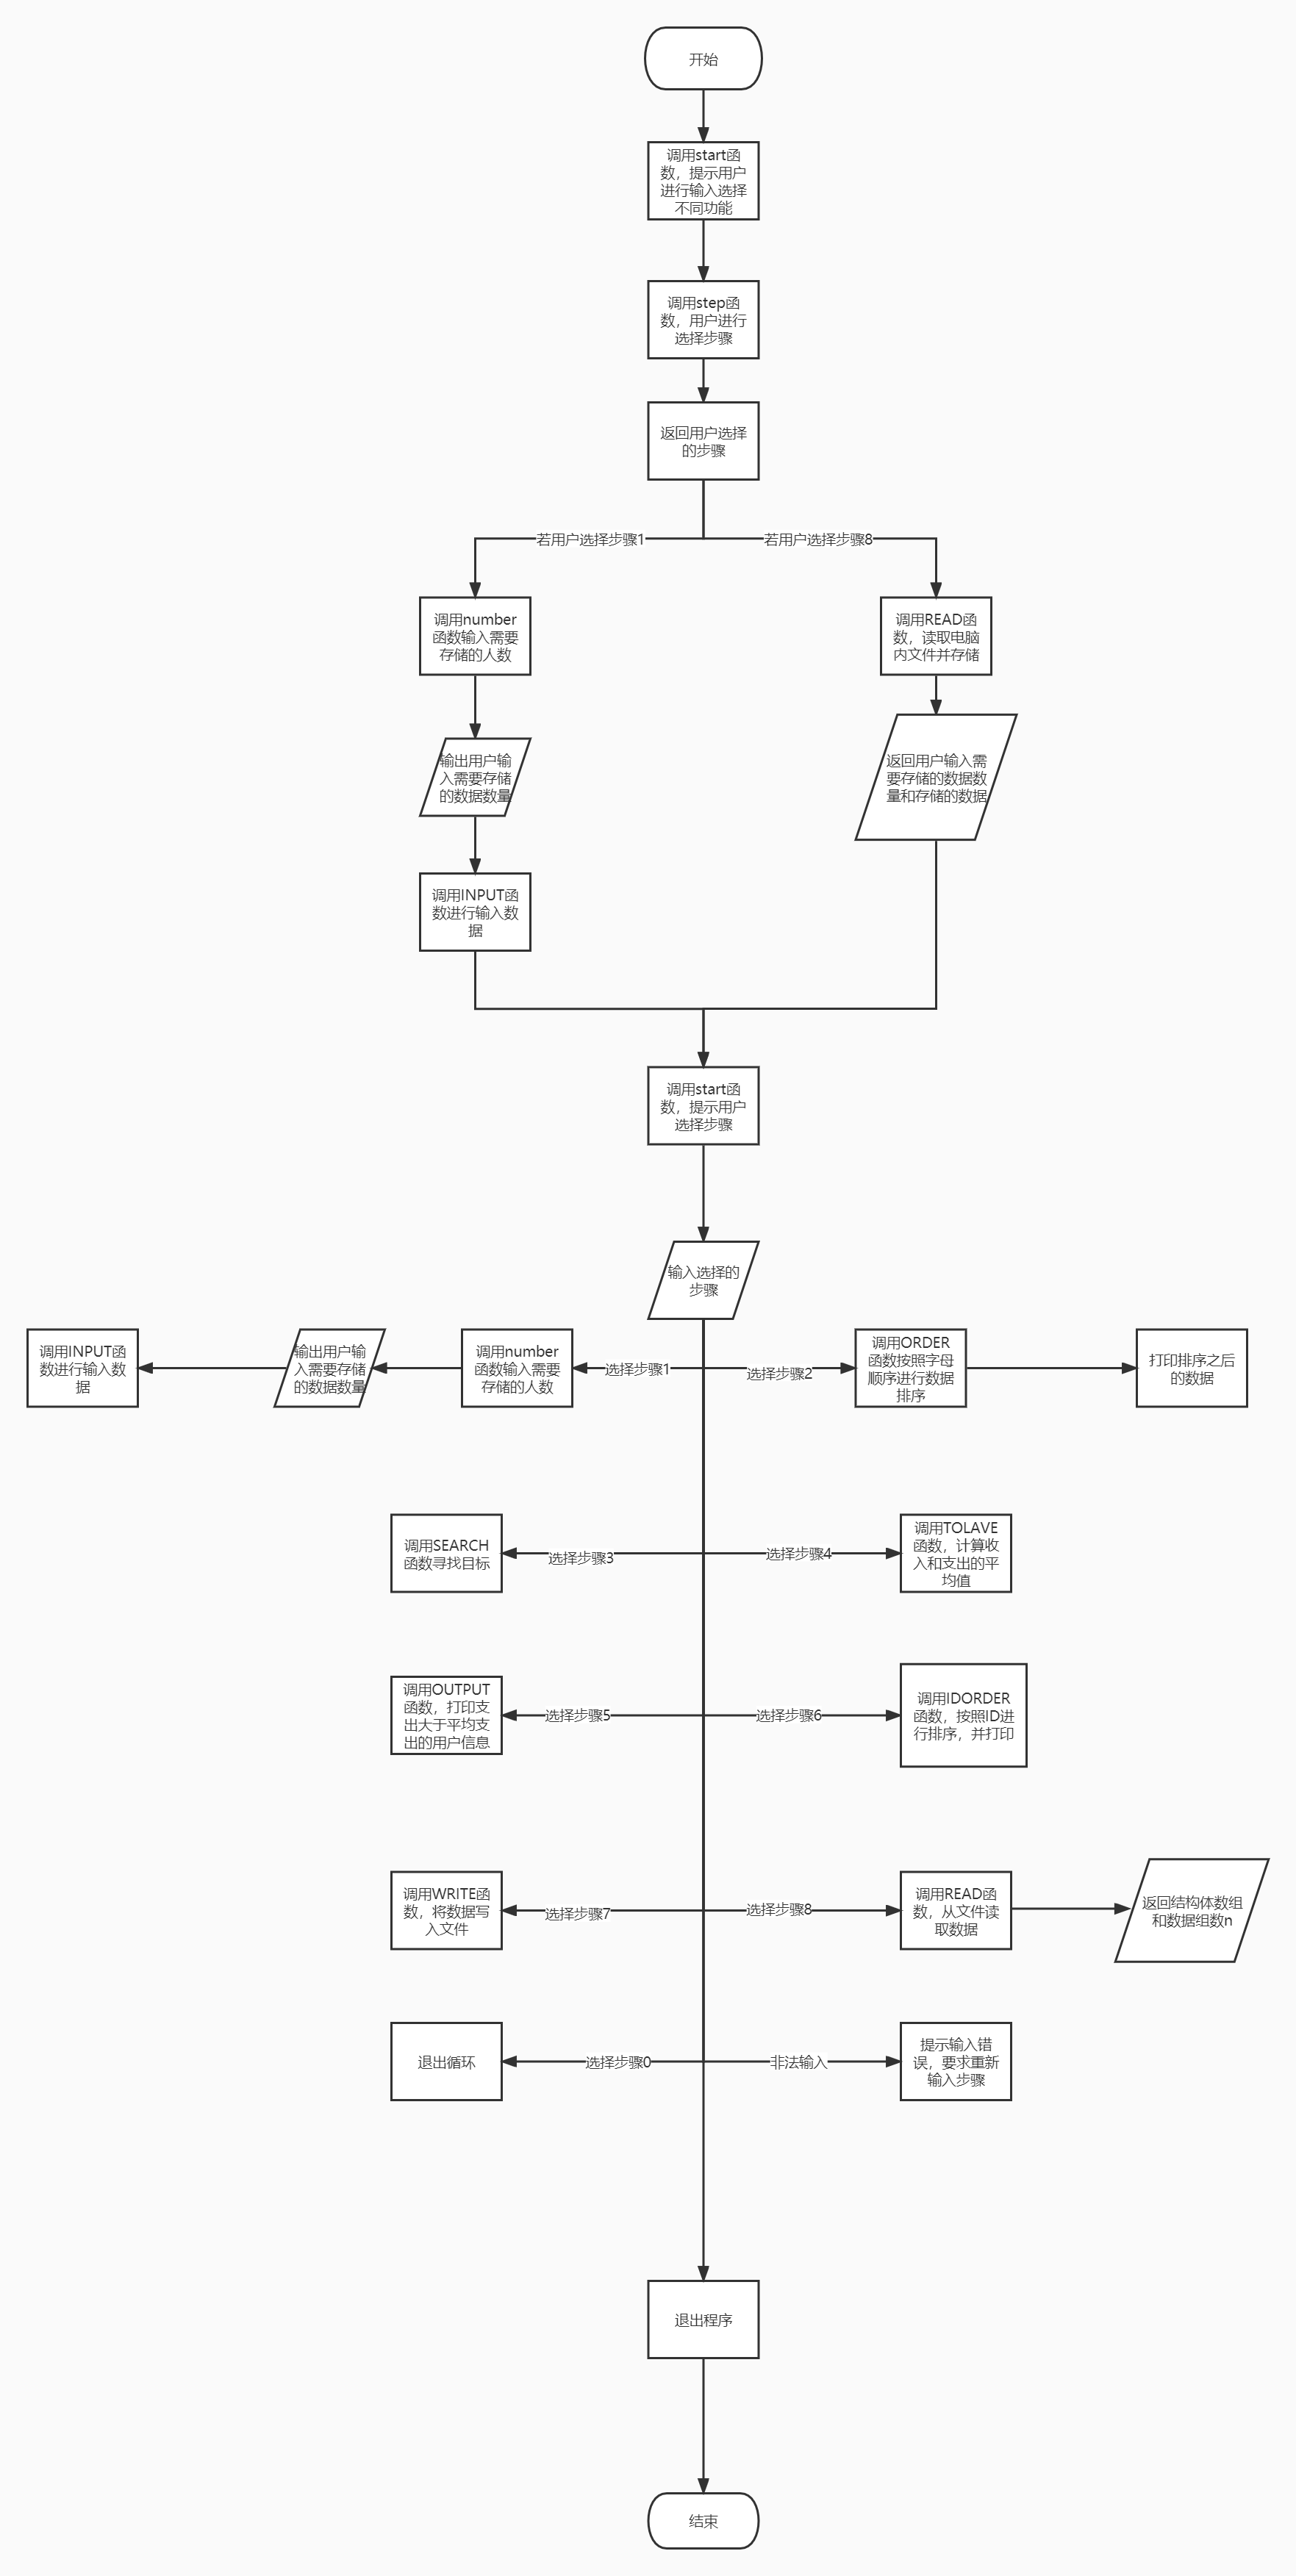 开始
调用start函
数，提示用户
进行输入选择
不同功能
调用step函
数，用户进行
选择步骤
返回用户选择
的步骤
若用户选择步骤1
若用户选择步骤8
调用number
函数输入需要
存储的人数
调用READ函
数，读取电脑
内文件并存储
输出用户输
入需要存储
的数据数量
返回用户输入需
要存储的数据数
量和存储的数据
调用INPUT函
数进行输入数
据
调用start函
数，提示用户
选择步骤
输入选择的
步骤
调用INPUT函
数进行输入数
据
输出用户输
入需要存储
的数据数量
调用number
函数输入需要
存储的人数
选择步骤1
选择步骤2
调用ORDER
函数按照字母
顺序进行数据
排序
打印排序之后
的数据
调用SEARCH
函数寻找目标
选择步骤3
选择步骤4
调用TOLAVE
函数，计算收
入和支出的平
均值
调用OUTPUT
函数，打印支
出大于平均支
出的用户信息
选择步骤5
选择步骤6
调用IDORDER
函数，按照ID进
行排序，并打印
调用WRITE函
数，将数据写
入文件
选择步骤7
选择步骤8
调用READ函
数，从文件读
取数据
返回结构体数组
和数据组数n
退出循环
选择步骤0
非法输入
提示输入错
误，要求重新
输入步骤
退出程序
结束